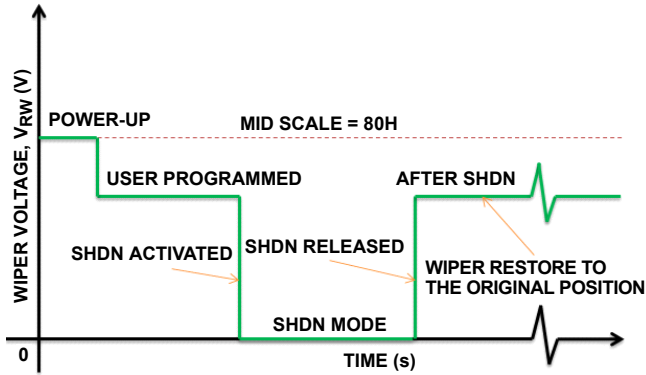 WIPER VOLTAGE, VRW (V)
POWER-UP
MID SCALE = 80H
USER PROGRAMMED
AFTER SHDN
SHDN ACTIVATED
SHDN RELEASED
WIPER RESTORE TO
THE ORIGINAL POSITION
SHDN MODE
0
TIME (s)